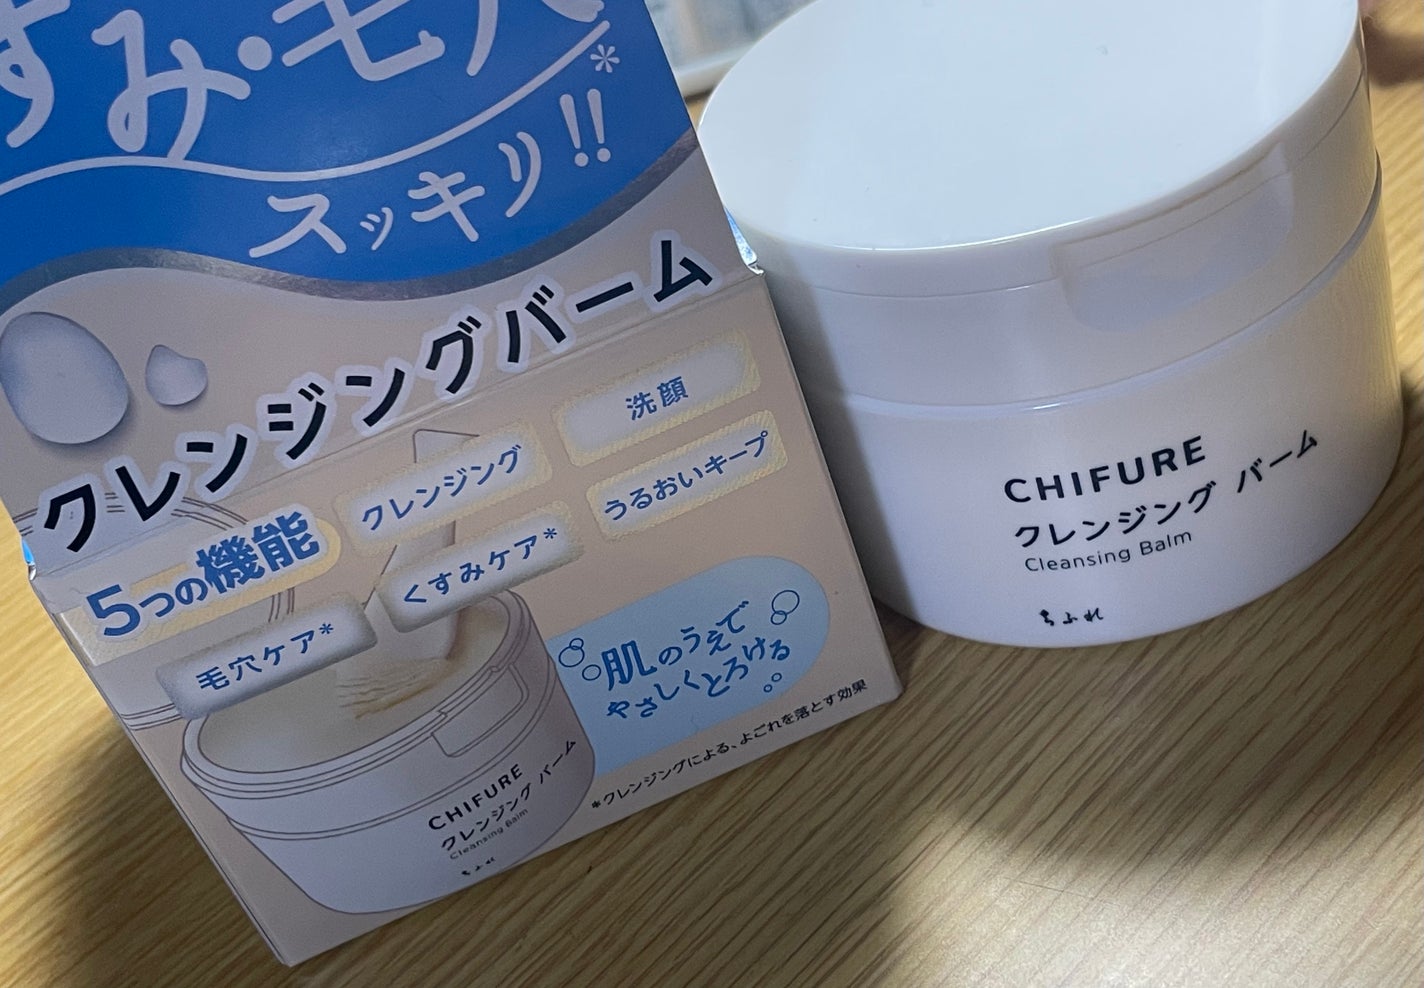 すみ・毛穴
スッキリ*!!
クレンジングバーム
5つの機能
クレンジング
洗顔
毛穴ケア*
くすみケア*
うるおいキープ
肌のうえで
やさしくとろける
*クレンジングによる、よごれを落とす効果
CHIFURE
クレンジング バーム
Cleansing Balm
ちふれ
CHIFURE
クレンジング バーム
Cleansing Balm
ちふれ